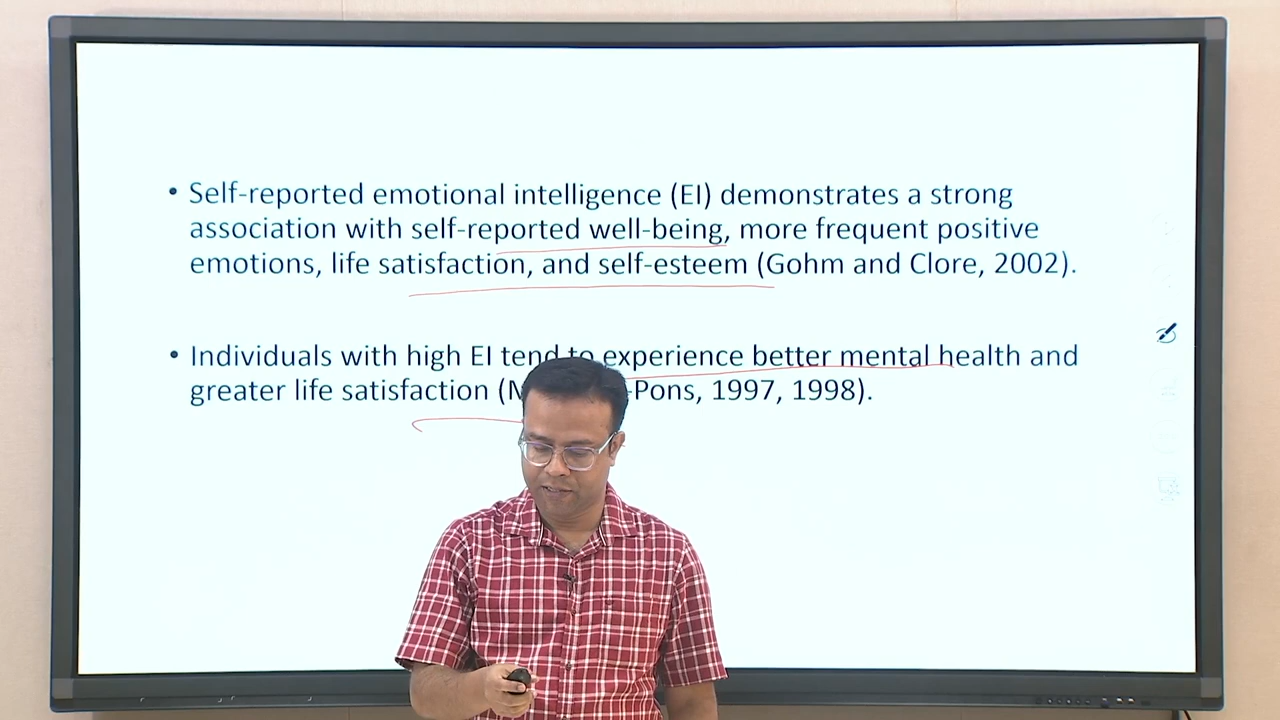 • Self-reported emotional intelligence (EI) demonstrates a strong
association with self-reported well-being, more frequent positive
emotions, life satisfaction, and self-esteem (Gohm and Clore, 2002).
• Individuals with high EI tend to experience better mental health and
greater life satisfaction ( -Pons, 1997, 1998).